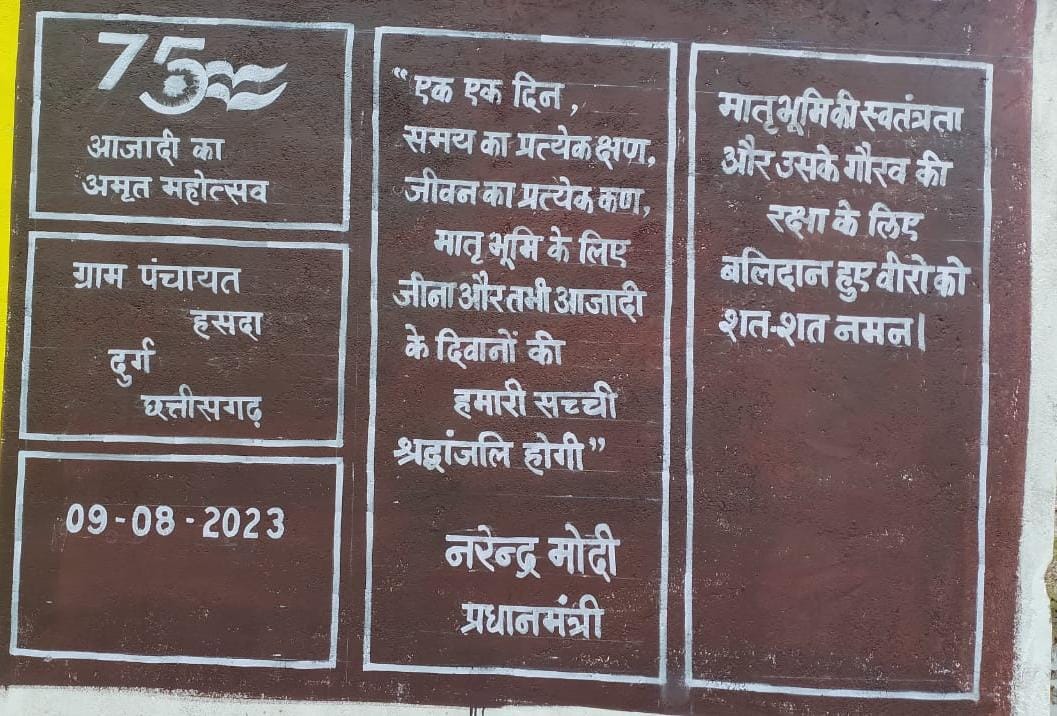 75
आजादी का
अमृत महोत्सव
ग्राम पंचायत
हसदा
दुर्ग
छत्तीसगढ़
09-08-2023
“एक एक दिन,
समय का प्रत्येक क्षण,
जीवन का प्रत्येक कण,
मातृ भूमि के लिए
जीना और तभी आजादी
के दिवानों की
हमारी सच्ची
श्रद्धांजलि होगी”
नरेन्द्र मोदी
प्रधानमंत्री
मातृभूमि की स्वतंत्रता
और उसके गौरव की
रक्षा के लिए
बलिदान हुए वीरो को
शत-शत नमन।